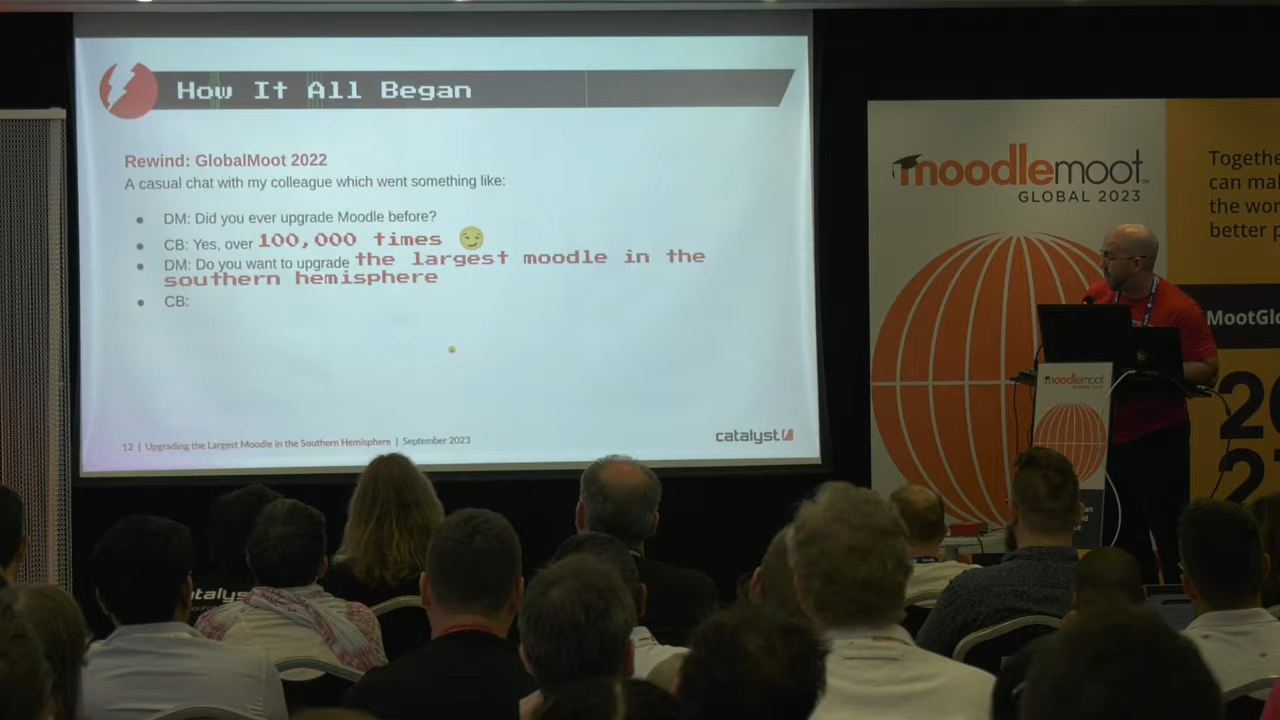 How It All Began
Rewind: GlobalMoot 2022
A casual chat with my colleague which went something like:
● DM: Did you ever upgrade Moodle before?
● CB: Yes, over 100,000 times 😏
● DM: Do you want to upgrade the largest moodle in the
southern hemisphere
● CB:
12 | Upgrading the Largest Moodle in the Southern Hemisphere | September 2023
catalyst
moodlemoot™
GLOBAL 2023
Togethe
can mak
the wor
better p
MootGlo
moodlemoot
20
2
atalys